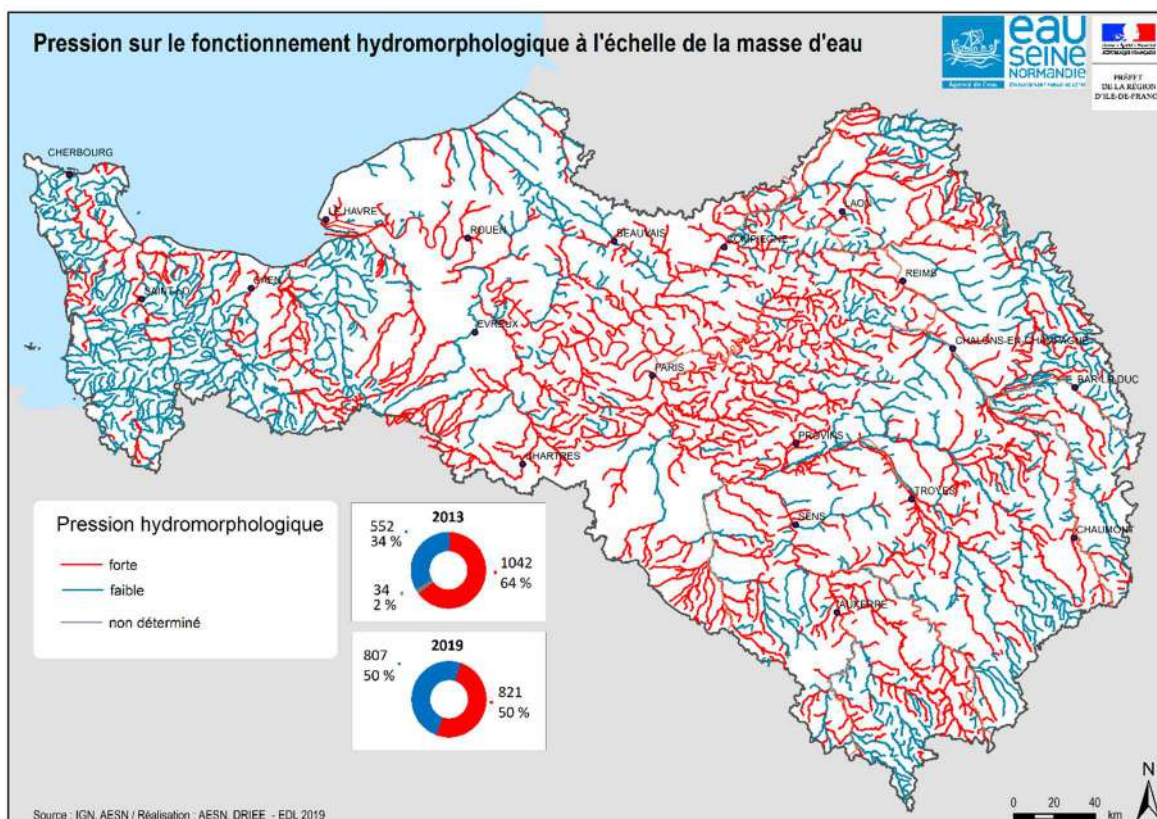 Pression sur le fonctionnement hydromorphologique à l'échelle de la masse d'eau
eau
SEINE
NORMANDIE
Agence de l'eau
PRÉFET
DE LA RÉGION
D'ILE-DE-FRANCE
CHERBOURG
LE HAVRE
ROUEN
BEAUVAIS
COMPIEGNE
LAON
REIMS
SAINT-LO
CAEN
EVREUX
CHALONS-EN-CHAMPAGNE
PARIS
BAR-LE-DUC
PROVINS
CHARTRES
TROYES
SENS
CHAUMONT
AUXERRE
Pression hydromorphologique
forte
faible
non déterminé
2013
552
34 %
1042
64 %
34
2 %
2019
807
50 %
821
50 %
N
0 20 40
km
Source : IGN, AESN / Réalisation : AESN, DRIEE - EDL 2019